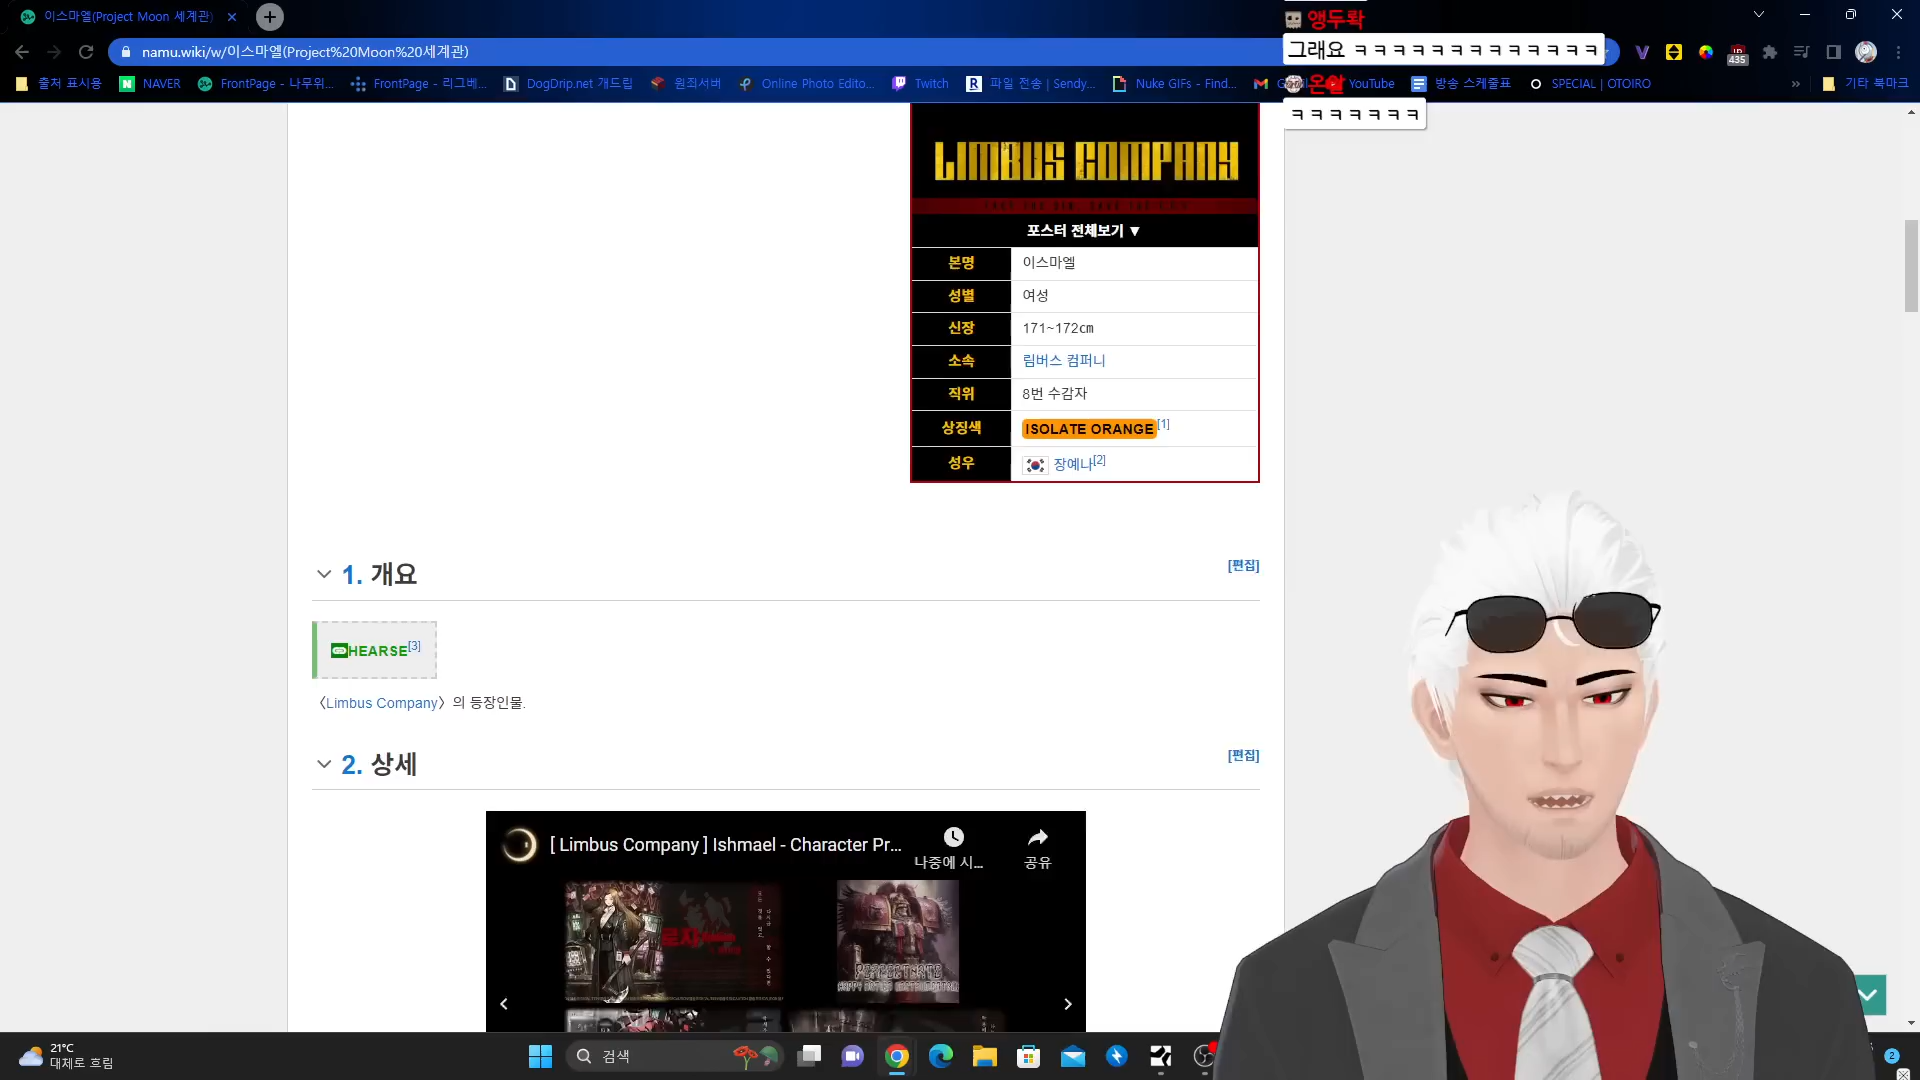 이스마엘(Project Moon 세계관)
앵두롹
namu.wiki/w/이스마엘(Project%20Moon%20세계관)
그래요 ㅋㅋㅋㅋㅋㅋㅋㅋㅋㅋㅋㅋㅋ
435
출처 표시용
NAVER
FrontPage - 나무위...
FrontPage - 리그베...
DogDrip.net 개드립
원죄서버
Online Photo Edito...
Twitch
파일 전송 | Sendy...
Nuke GIFs - Find...
YouTube
방송 스케줄표
SPECIAL | OTOIRO
기타 북마크
ㅋㅋㅋㅋㅋㅋㅋ
LIMBUS COMPANY
포스터 전체보기 ▼
본명 이스마엘
성별 여성
신장 171~172cm
소속 림버스 컴퍼니
직위 8번 수감자
상징색 ISOLATE ORANGE[1]
성우 장예나[2]
1. 개요 [편집]
HEARSE[3]
〈Limbus Company〉의 등장인물.
2. 상세 [편집]
[ Limbus Company ] Ishmael - Character Pr...
나중에 시...
공유
21°C
대체로 흐림
검색
2